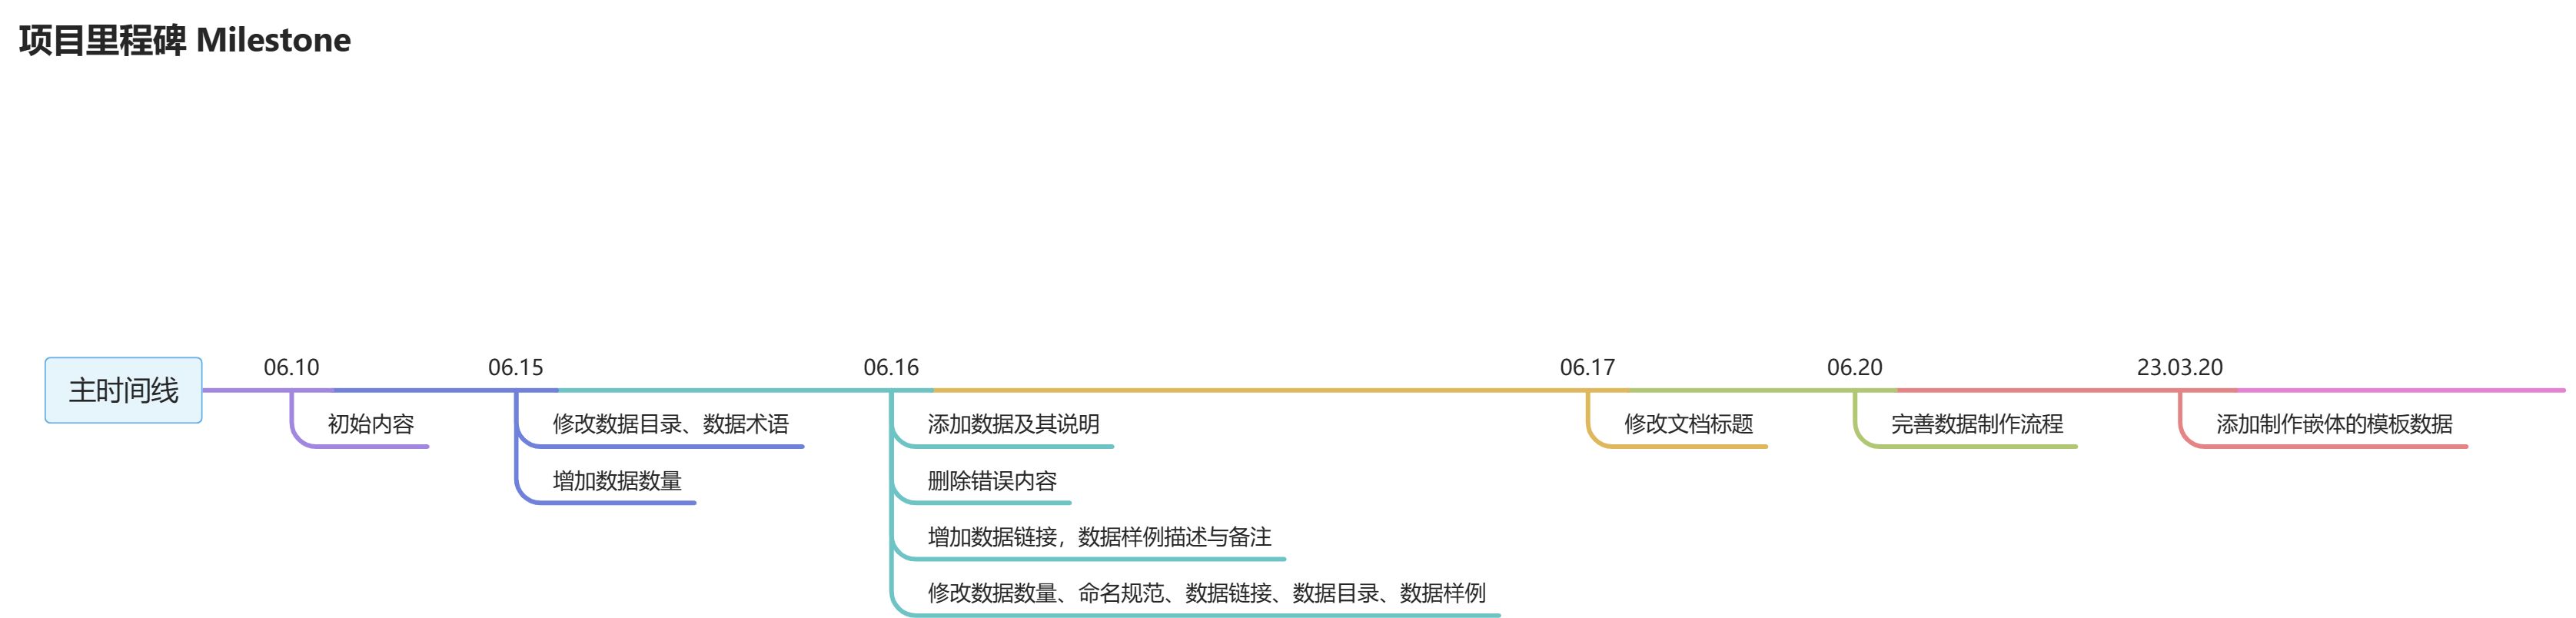 项目里程碑 Milestone
主时间线
06.10
初始内容
06.15
修改数据目录、数据术语
增加数据数量
06.16
添加数据及其说明
删除错误内容
增加数据链接，数据样例描述与备注
修改数据数量、命名规范、数据链接、数据目录、数据样例
06.17
修改文档标题
06.20
完善数据制作流程
23.03.20
添加制作嵌体的模板数据